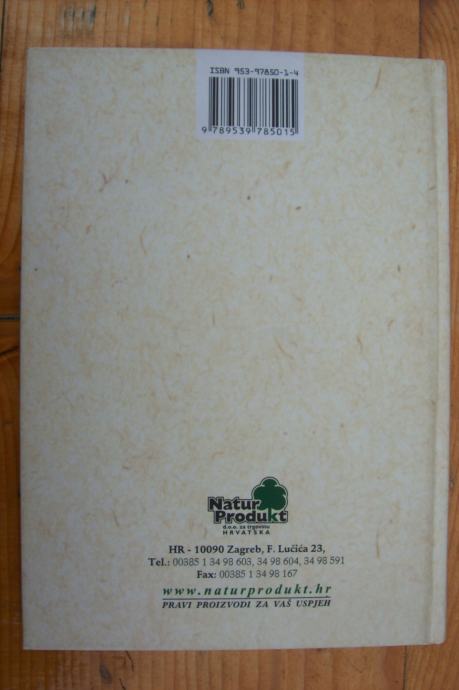 ISBN 953-97850-1-4
9 789539 785015
Natur
Produkt
d.o.o. za trgovinu
HRVATSKA
HR - 10090 Zagreb, F. Lučića 23,
Tel.: 00385 1 34 98 603, 34 98 604, 34 98 591
Fax: 00385 1 34 98 167
www.naturprodukt.hr
PRAVI PROIZVODI ZA VAŠ USPJEH